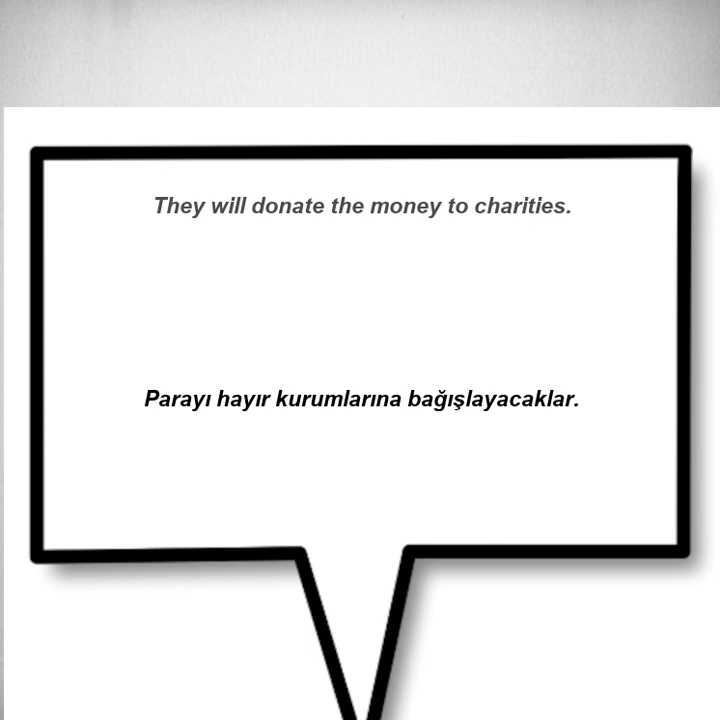 They will donate the money to charities.
Parayı hayır kurumlarına bağışlayacaklar.